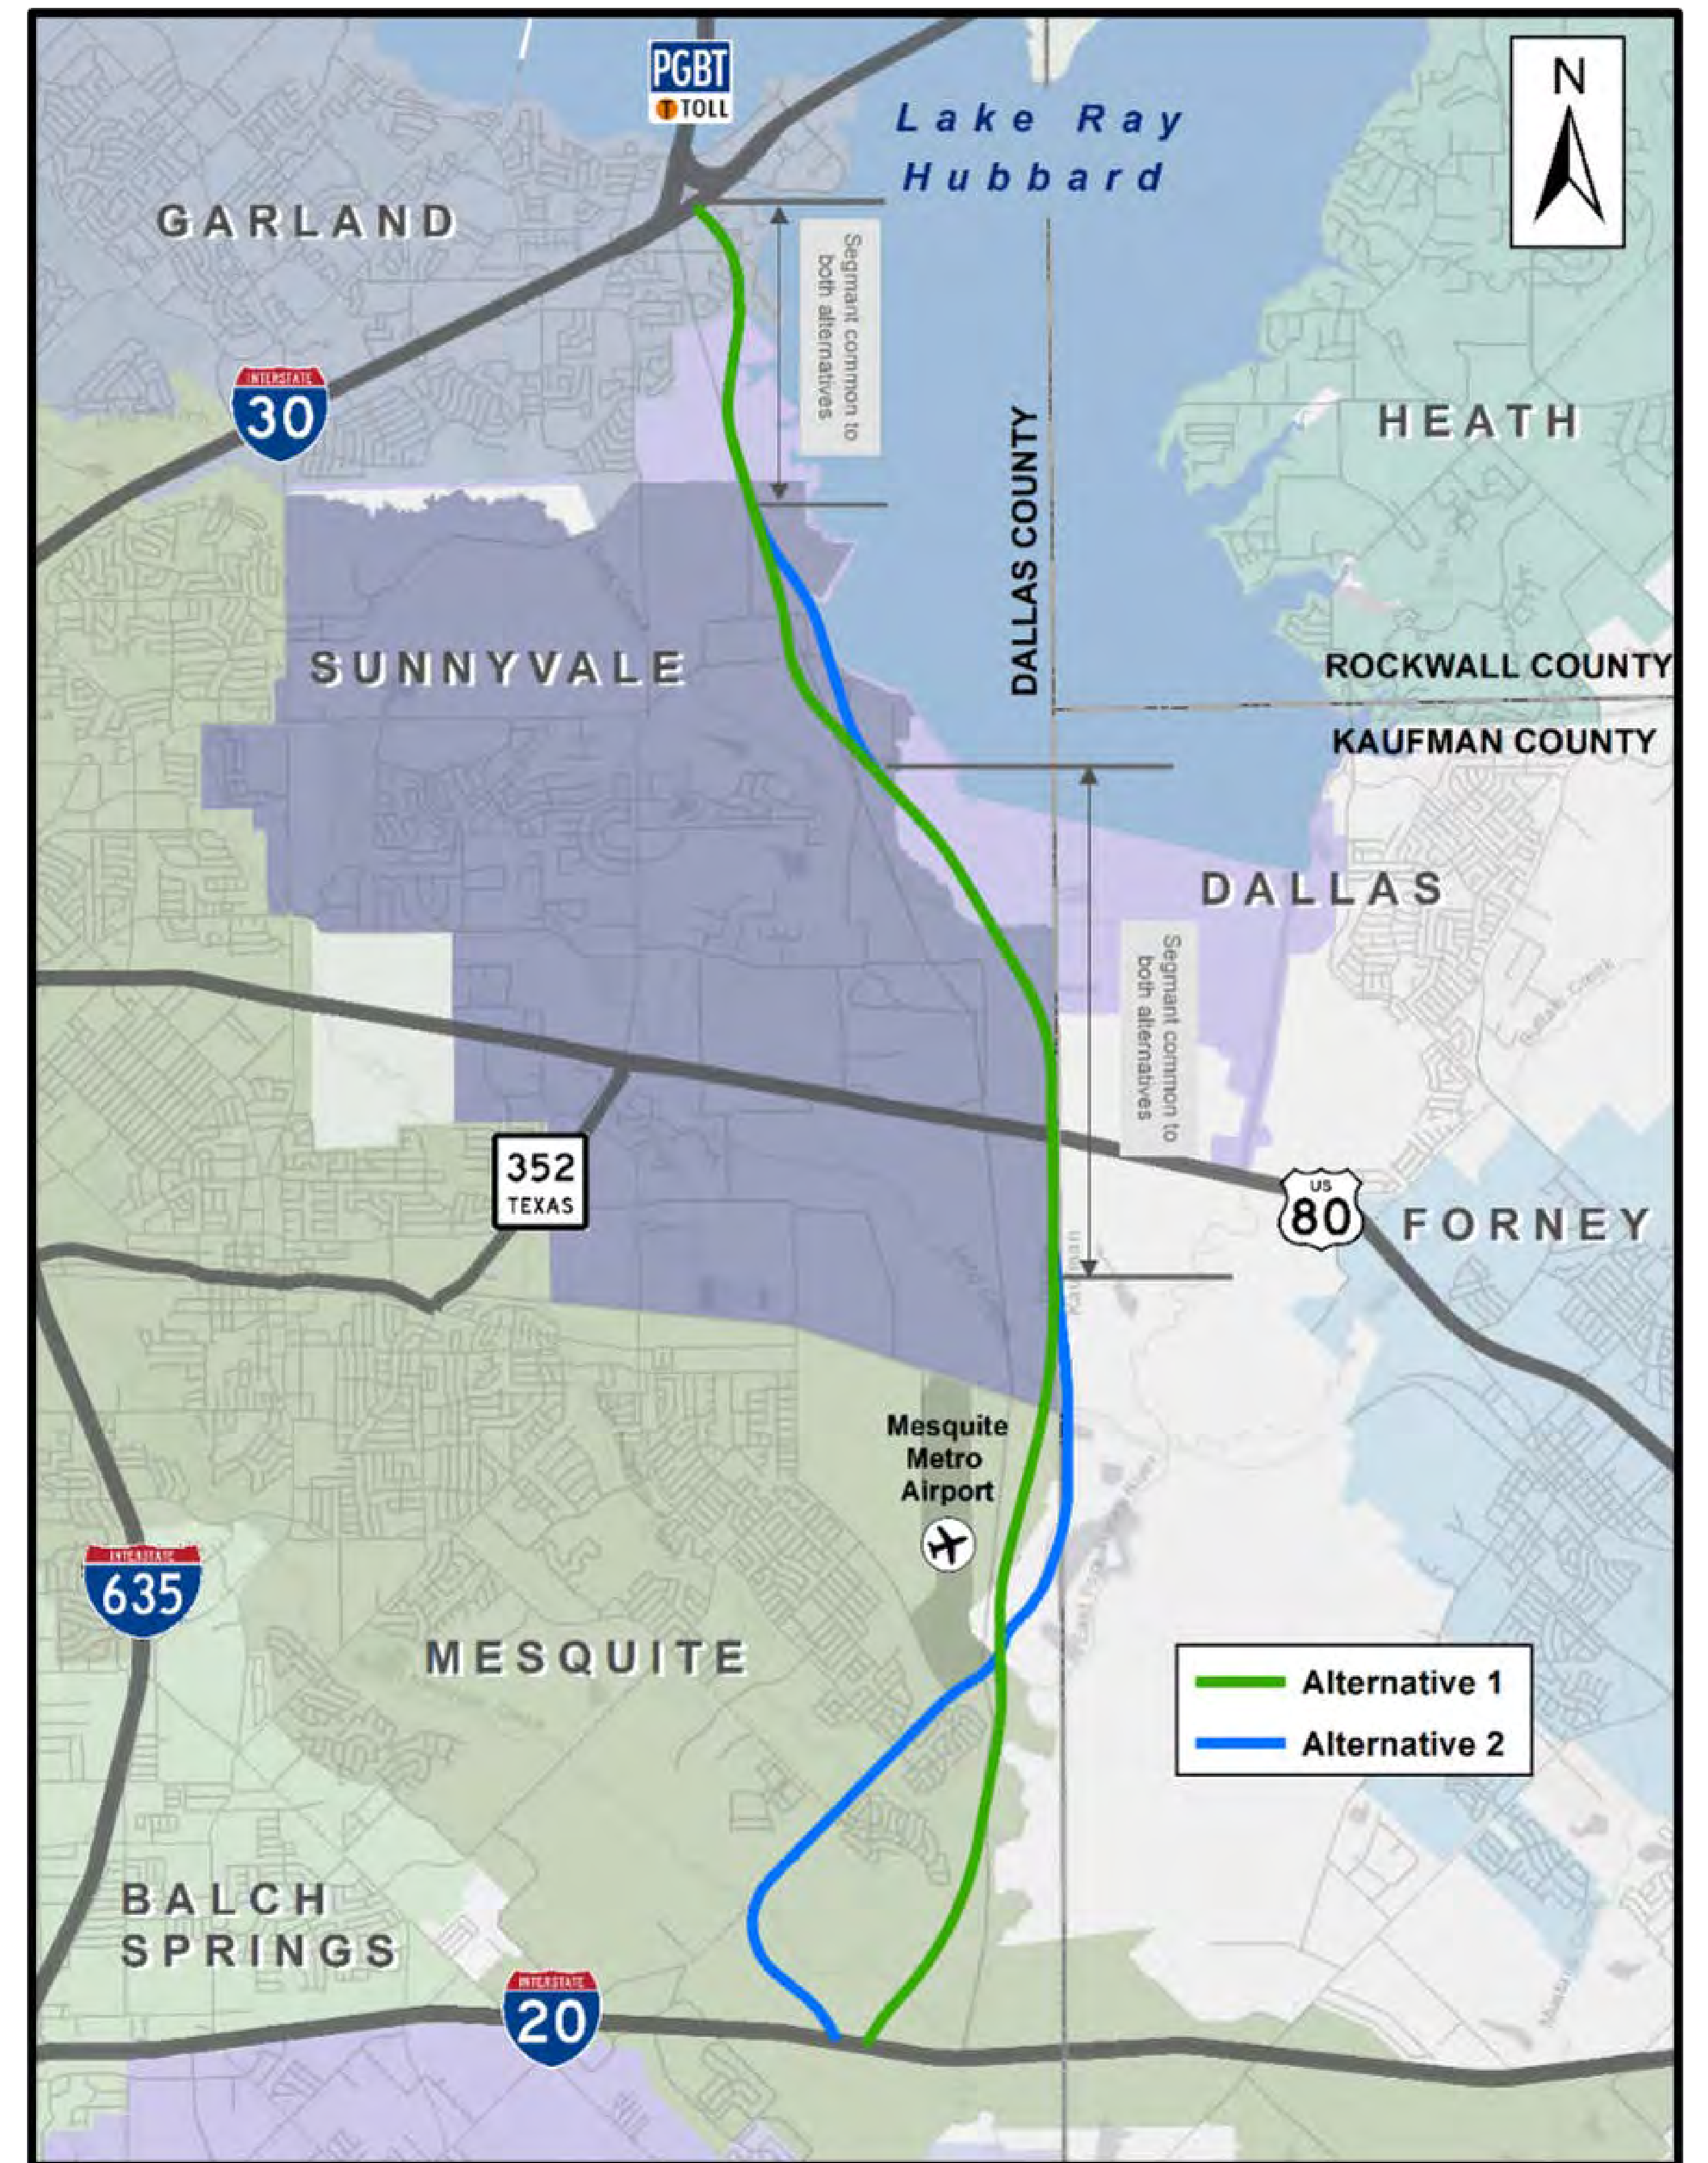 PGBT
T TOLL
N
Lake Ray
Hubbard
GARLAND
Segmant common to
both alternatives
INTERSTATE
30
HEATH
DALLAS COUNTY
SUNNYVALE
ROCKWALL COUNTY
KAUFMAN COUNTY
DALLAS
Segmant common to
both alternatives
352
TEXAS
US
80
FORNEY
Mesquite
Metro
Airport
INTERSTATE
635
MESQUITE
Alternative 1
Alternative 2
BALCH
SPRINGS
INTERSTATE
20